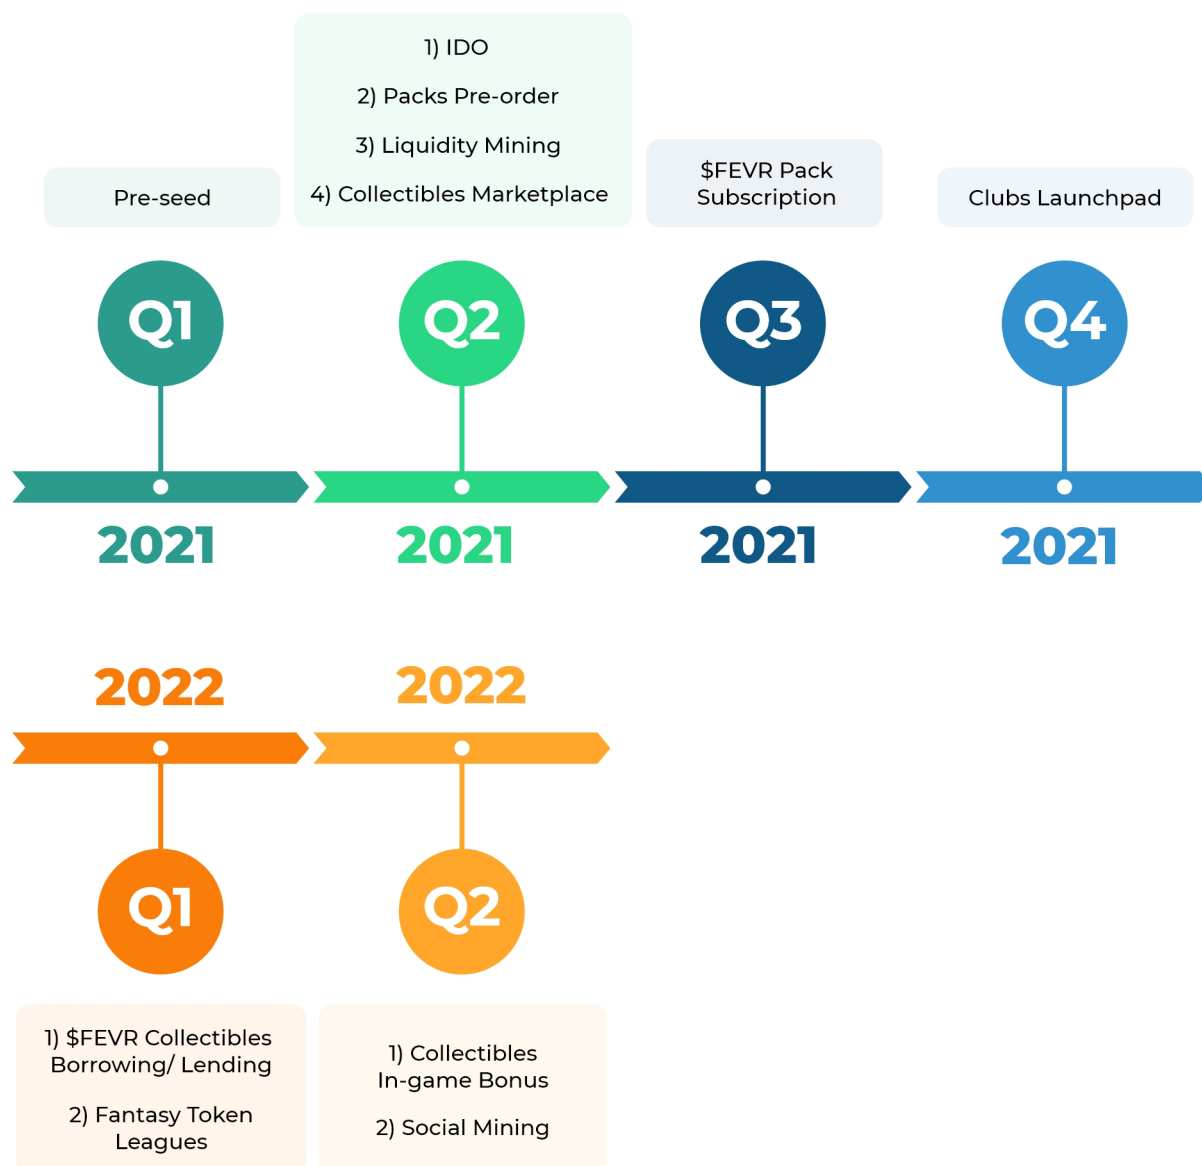 1) IDO
2) Packs Pre-order
3) Liquidity Mining
4) Collectibles Marketplace
Pre-seed
$FEVR Pack
Subscription
Clubs Launchpad
Q1
Q2
Q3
Q4
2021
2021
2021
2021
2022
2022
Q1
Q2
1) $FEVR Collectibles
Borrowing/ Lending
2) Fantasy Token
Leagues
1) Collectibles
In-game Bonus
2) Social Mining